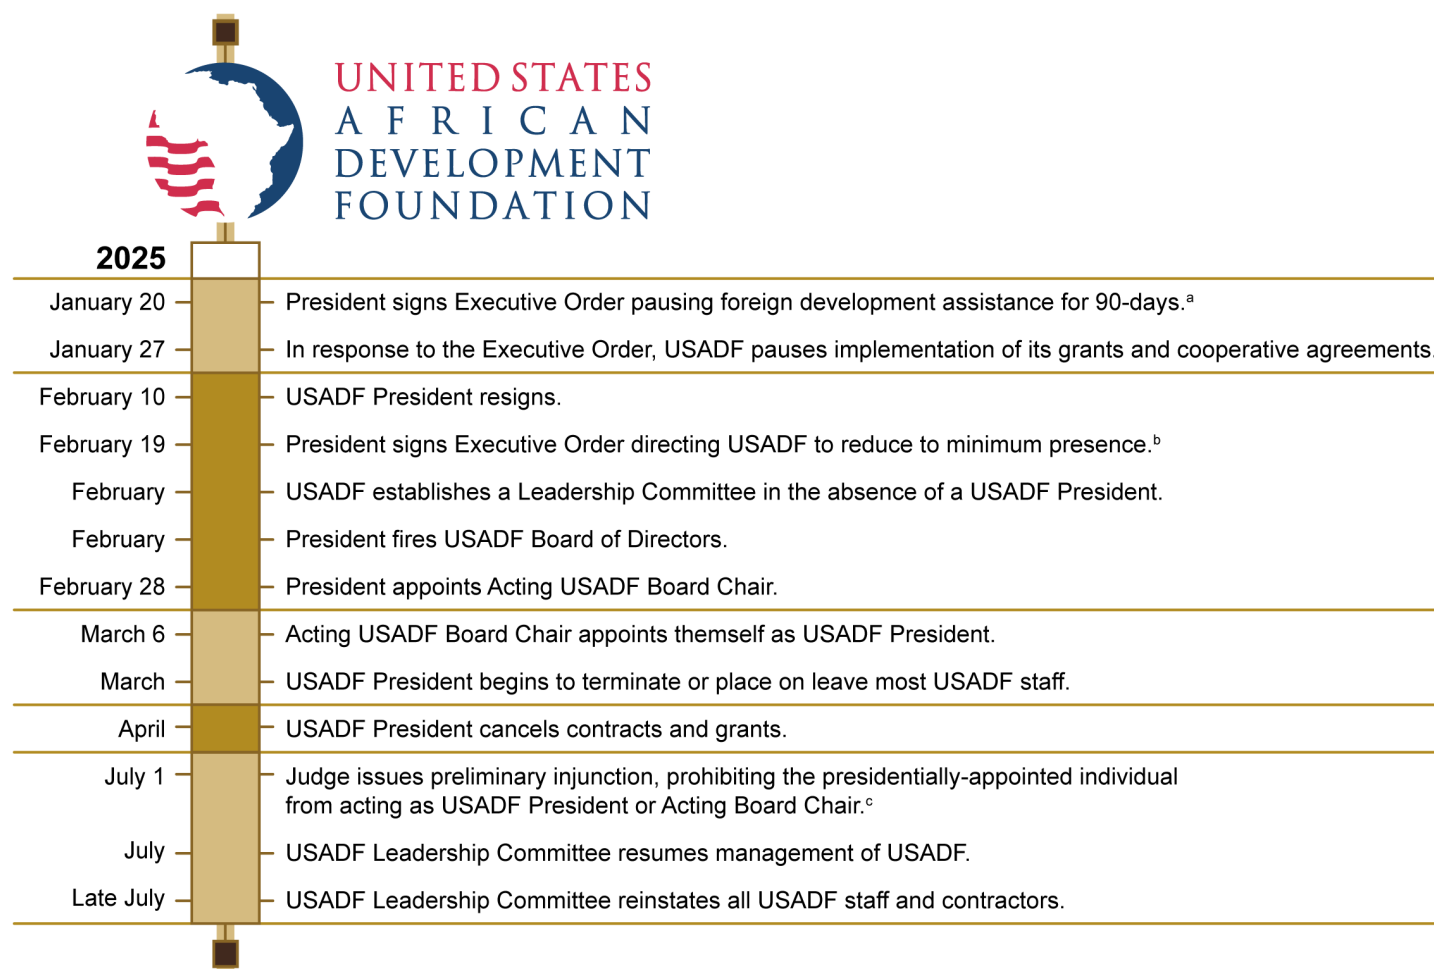 UNITED STATES
AFRICAN
DEVELOPMENT
FOUNDATION
2025
January 20 President signs Executive Order pausing foreign development assistance for 90-days.ᵃ
January 27 In response to the Executive Order, USADF pauses implementation of its grants and cooperative agreements.
February 10 USADF President resigns.
February 19 President signs Executive Order directing USADF to reduce to minimum presence.ᵇ
February USADF establishes a Leadership Committee in the absence of a USADF President.
February President fires USADF Board of Directors.
February 28 President appoints Acting USADF Board Chair.
March 6 Acting USADF Board Chair appoints themself as USADF President.
March USADF President begins to terminate or place on leave most USADF staff.
April USADF President cancels contracts and grants.
July 1 Judge issues preliminary injunction, prohibiting the presidentially-appointed individual
from acting as USADF President or Acting Board Chair.ᶜ
July USADF Leadership Committee resumes management of USADF.
Late July USADF Leadership Committee reinstates all USADF staff and contractors.